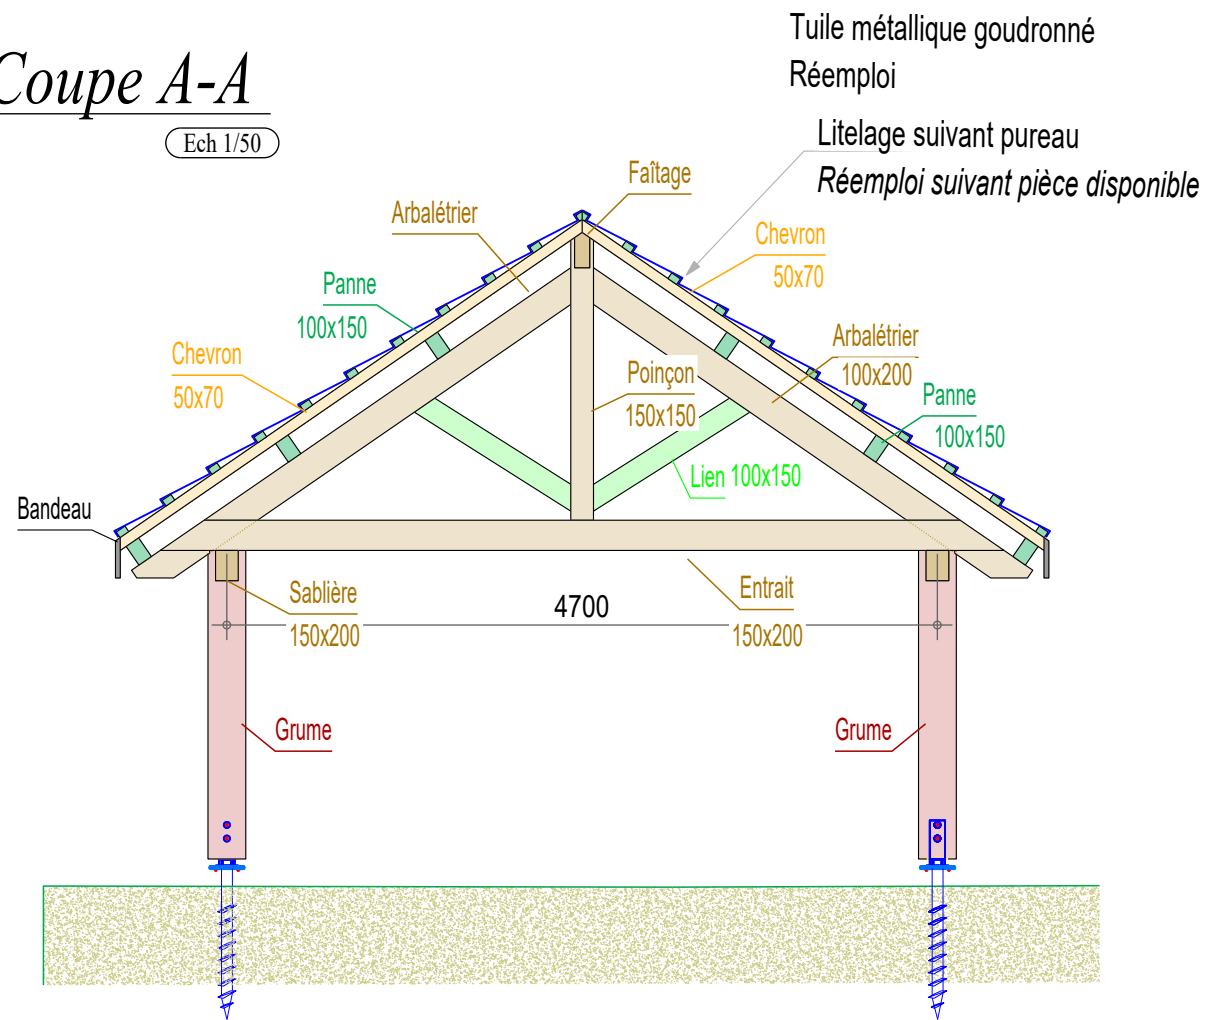 Coupe A-A
Ech 1/50
Tuile métallique goudronné
Réemploi
Litelage suivant pureau
Réemploi suivant pièce disponible
Faîtage
Arbalétrier
Chevron
50x70
Panne
100x150
Arbalétrier
100x200
Chevron
50x70
Poinçon
150x150
Panne
100x150
Lien 100x150
Bandeau
Sablière
150x200
4700
Entrait
150x200
Grume
Grume